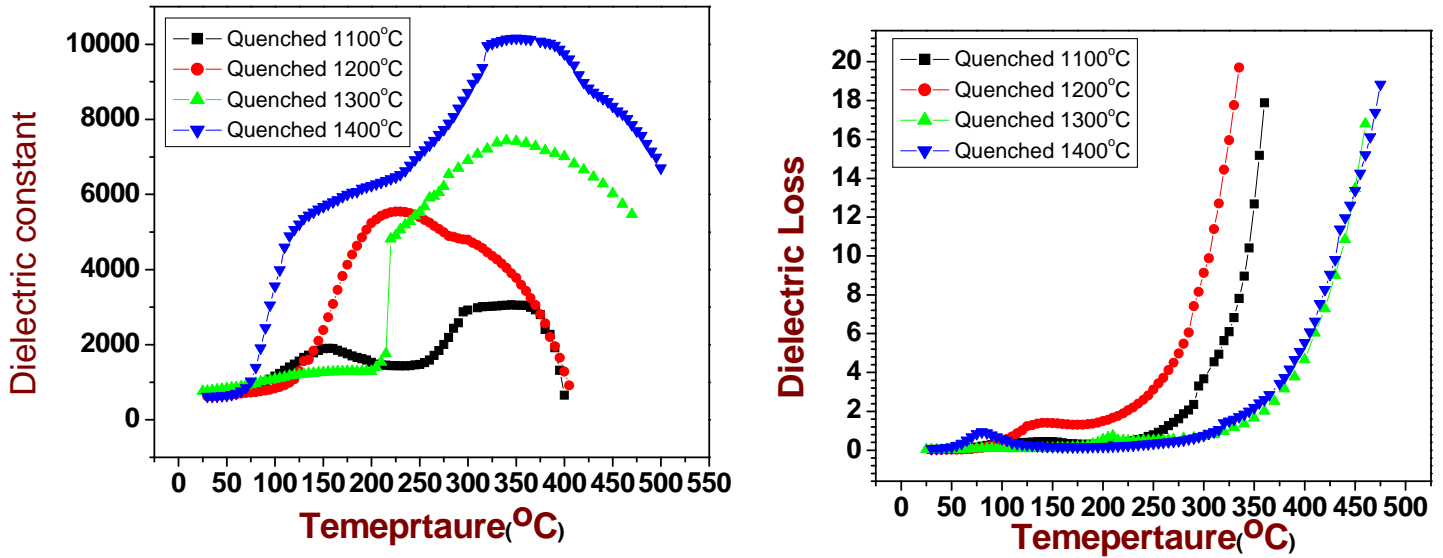 Quenched 1100°C
Quenched 1200°C
Quenched 1300°C
Quenched 1400°C
10000
8000
6000
4000
2000
0
Dielectric constant
0 50 100 150 200 250 300 350 400 450 500 550
Temeprtaure(°C)
Quenched 1100°C
Quenched 1200°C
Quenched 1300°C
Quenched 1400°C
20
18
16
14
12
10
8
6
4
2
0
Dielectric Loss
0 50 100 150 200 250 300 350 400 450 500
Temepertaure(°C)